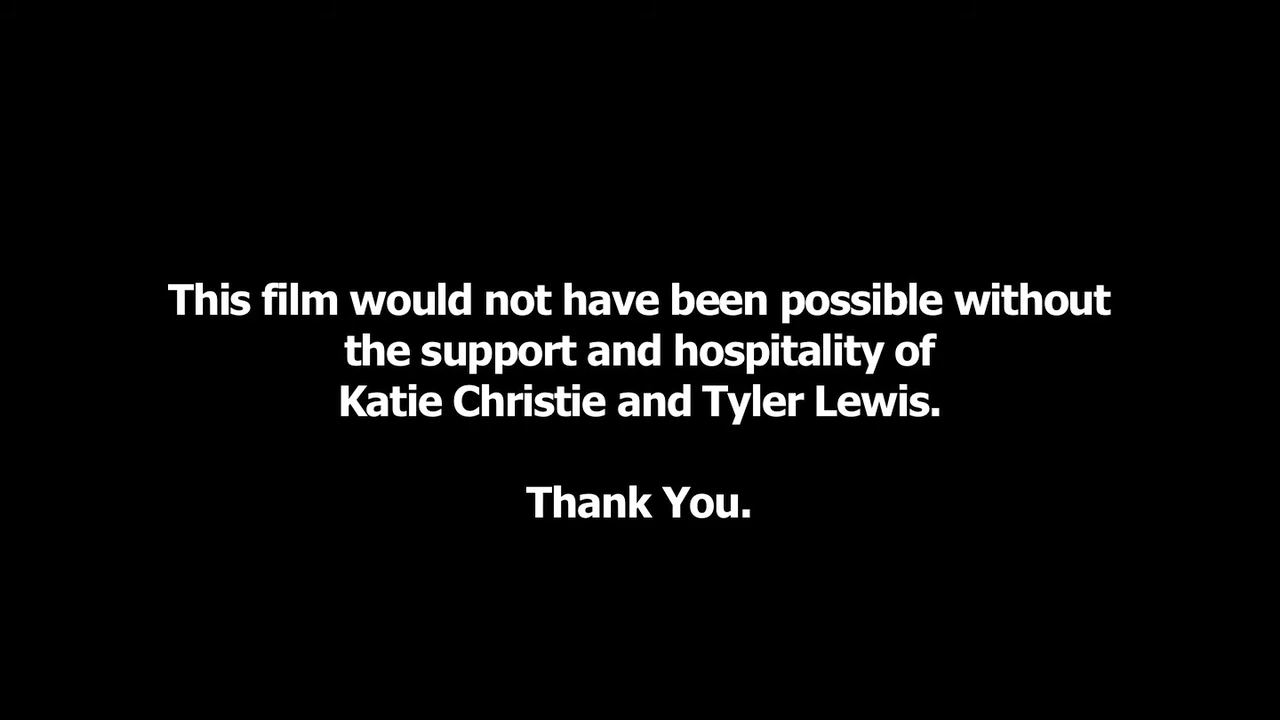 This film would not have been possible without
the support and hospitality of
Katie Christie and Tyler Lewis.
Thank You.